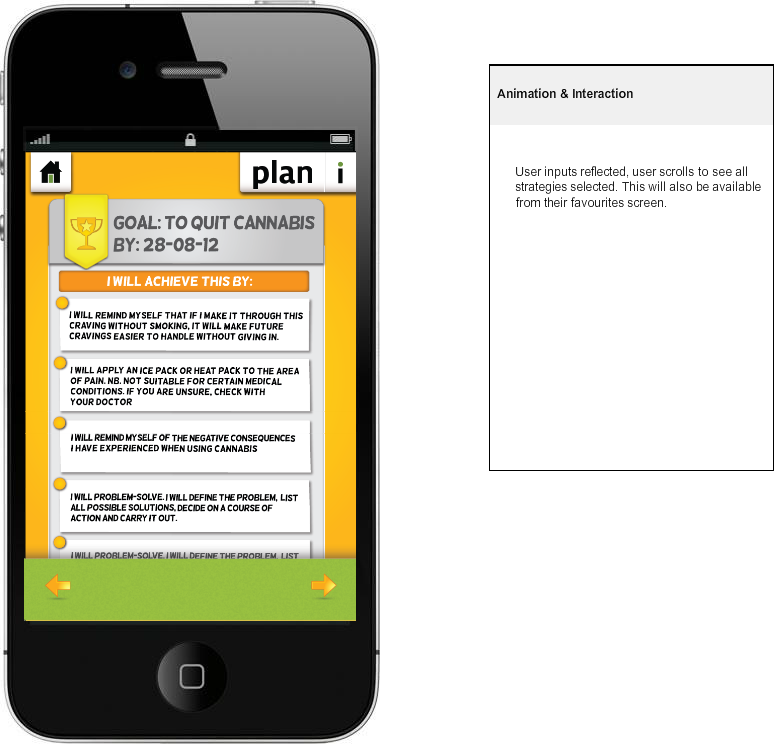 plan i
GOAL: TO QUIT CANNABIS
BY: 28-08-12
I WILL ACHIEVE THIS BY:
I WILL REMIND MYSELF THAT IF I MAKE IT THROUGH THIS
CRAVING WITHOUT SMOKING, IT WILL MAKE FUTURE
CRAVINGS EASIER TO HANDLE WITHOUT GIVING IN.
I WILL APPLY AN ICE PACK OR HEAT PACK TO THE AREA
OF PAIN. NB. NOT SUITABLE FOR CERTAIN MEDICAL
CONDITIONS. IF YOU ARE UNSURE, CHECK WITH
YOUR DOCTOR
I WILL REMIND MYSELF OF THE NEGATIVE CONSEQUENCES
I HAVE EXPERIENCED WHEN USING CANNABIS
I WILL PROBLEM-SOLVE. I WILL DEFINE THE PROBLEM, LIST
ALL POSSIBLE SOLUTIONS, DECIDE ON A COURSE OF
ACTION AND CARRY IT OUT.
I WILL PROBLEM-SOLVE. I WILL DEFINE THE PROBLEM, LIST
Animation & Interaction
User inputs reflected, user scrolls to see all
strategies selected. This will also be available
from their favourites screen.